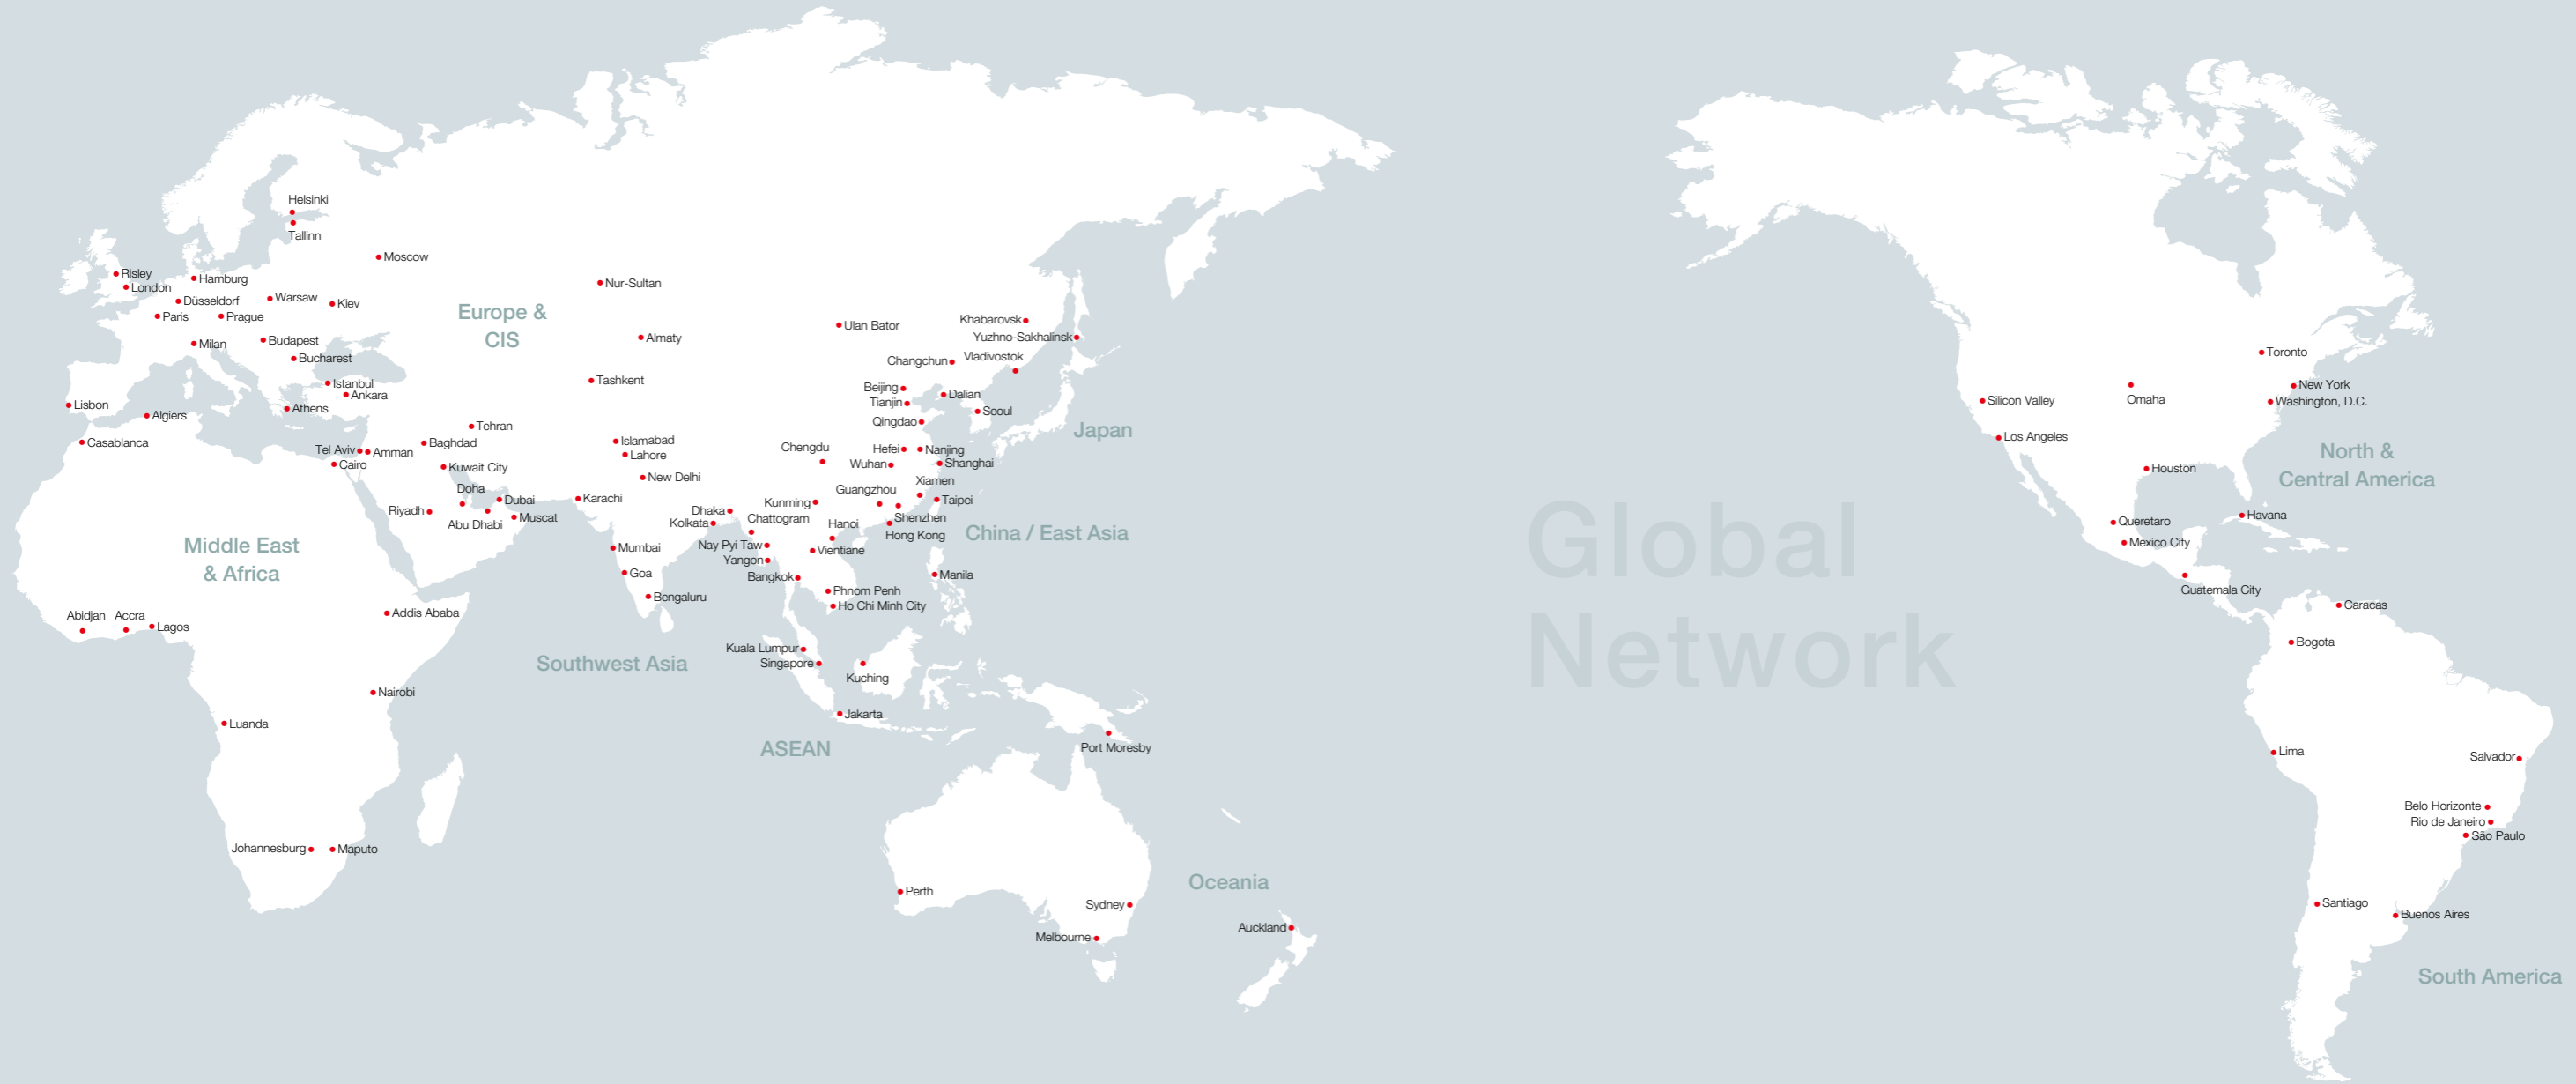 Helsinki
Tallinn
Moscow
Risley
London
Hamburg
Düsseldorf
Warsaw
Kiev
Paris
Prague
Milan
Budapest
Bucharest
Istanbul
Ankara
Athens
Lisbon
Algiers
Casablanca
Europe &
CIS
Nur-Sultan
Almaty
Tashkent
Tehran
Baghdad
Tel Aviv
Amman
Cairo
Kuwait City
Doha
Dubai
Riyadh
Abu Dhabi
Muscat
Middle East
& Africa
Abidjan
Accra
Lagos
Addis Ababa
Nairobi
Luanda
Johannesburg
Maputo
Islamabad
Lahore
New Delhi
Karachi
Dhaka
Kolkata
Chattogram
Mumbai
Goa
Bengaluru
Southwest Asia
Ulan Bator
Khabarovsk
Yuzhno-Sakhalinsk
Vladivostok
Changchun
Beijing
Tianjin
Dalian
Seoul
Qingdao
Japan
Chengdu
Hefei
Nanjing
Wuhan
Shanghai
Xiamen
Guangzhou
Taipei
Kunming
Shenzhen
Hong Kong
China / East Asia
Hanoi
Nay Pyi Taw
Vientiane
Yangon
Bangkok
Manila
Phnom Penh
Ho Chi Minh City
Kuala Lumpur
Singapore
Kuching
Jakarta
ASEAN
Port Moresby
Perth
Sydney
Melbourne
Oceania
Auckland
Global
Network
Toronto
New York
Washington, D.C.
Omaha
Silicon Valley
Los Angeles
Houston
North &
Central America
Queretaro
Havana
Mexico City
Guatemala City
Caracas
Bogota
Lima
Salvador
Belo Horizonte
Rio de Janeiro
São Paulo
Santiago
Buenos Aires
South America